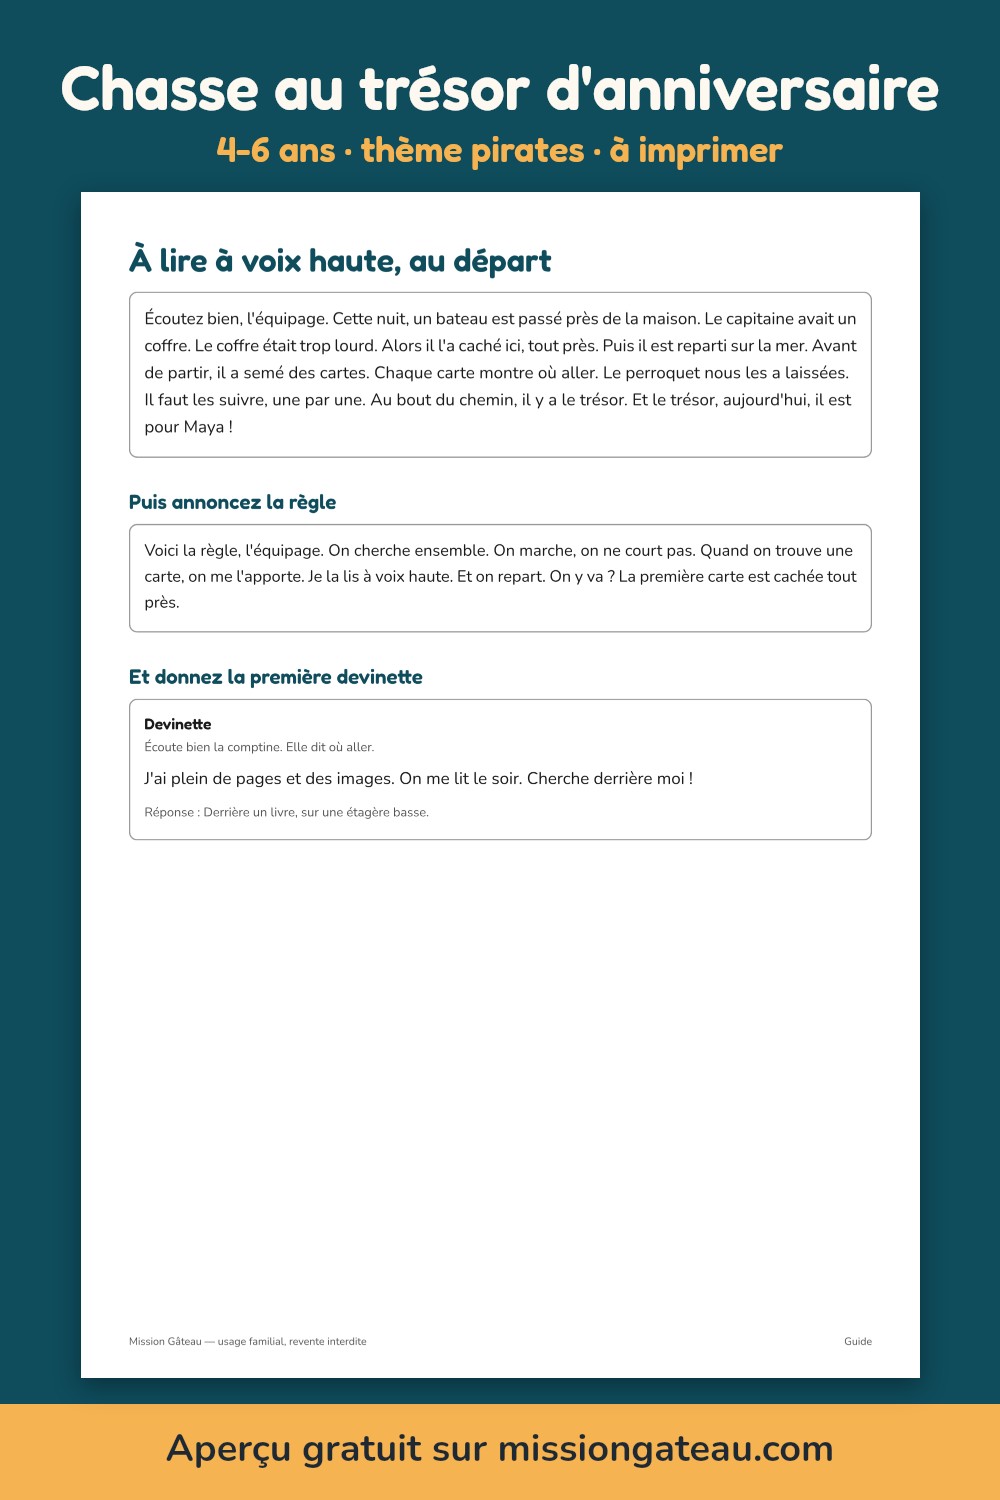 Chasse au trésor d'anniversaire
4-6 ans · thème pirates · à imprimer
À lire à voix haute, au départ
Écoutez bien, l'équipage. Cette nuit, un bateau est passé près de la maison. Le capitaine avait un
coffre. Le coffre était trop lourd. Alors il l'a caché ici, tout près. Puis il est reparti sur la mer. Avant
de partir, il a semé des cartes. Chaque carte montre où aller. Le perroquet nous les a laissées.
Il faut les suivre, une par une. Au bout du chemin, il y a le trésor. Et le trésor, aujourd'hui, il est
pour Maya !
Puis annoncez la règle
Voici la règle, l'équipage. On cherche ensemble. On marche, on ne court pas. Quand on trouve une
carte, on me l'apporte. Je la lis à voix haute. Et on repart. On y va ? La première carte est cachée tout
près.
Et donnez la première devinette
Devinette
Écoute bien la comptine. Elle dit où aller.
J'ai plein de pages et des images. On me lit le soir. Cherche derrière moi !
Réponse : Derrière un livre, sur une étagère basse.
Mission Gâteau — usage familial, revente interdite
Guide
Aperçu gratuit sur missiongateau.com